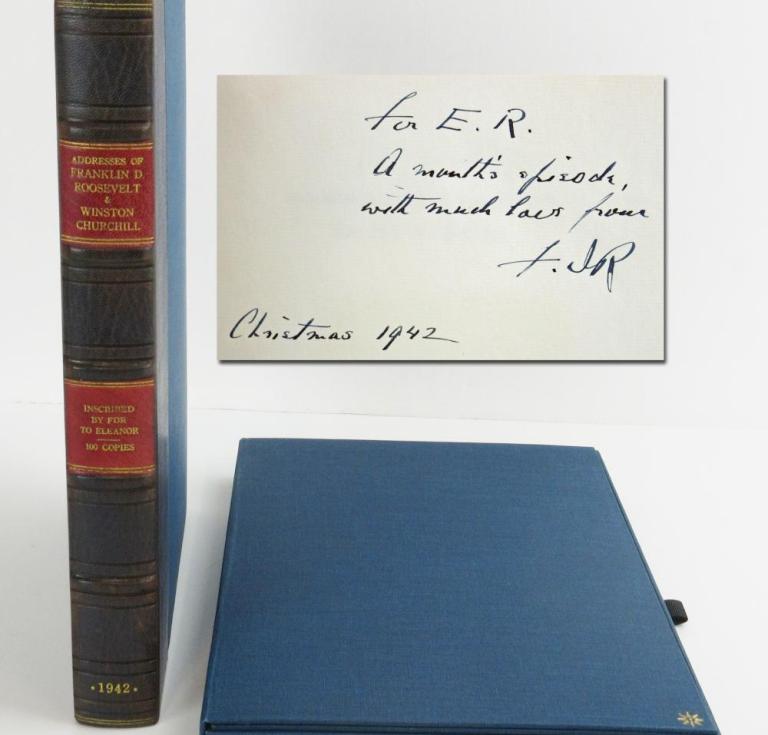 ADDRESSES OF
FRANKLIN D.
ROOSEVELT
&
WINSTON
CHURCHILL
INSCRIBED
BY FDR
TO ELEANOR
100 COPIES
•1942•
For E. R.
A month's episode,
with much love from
F.D.R
Christmas 1942